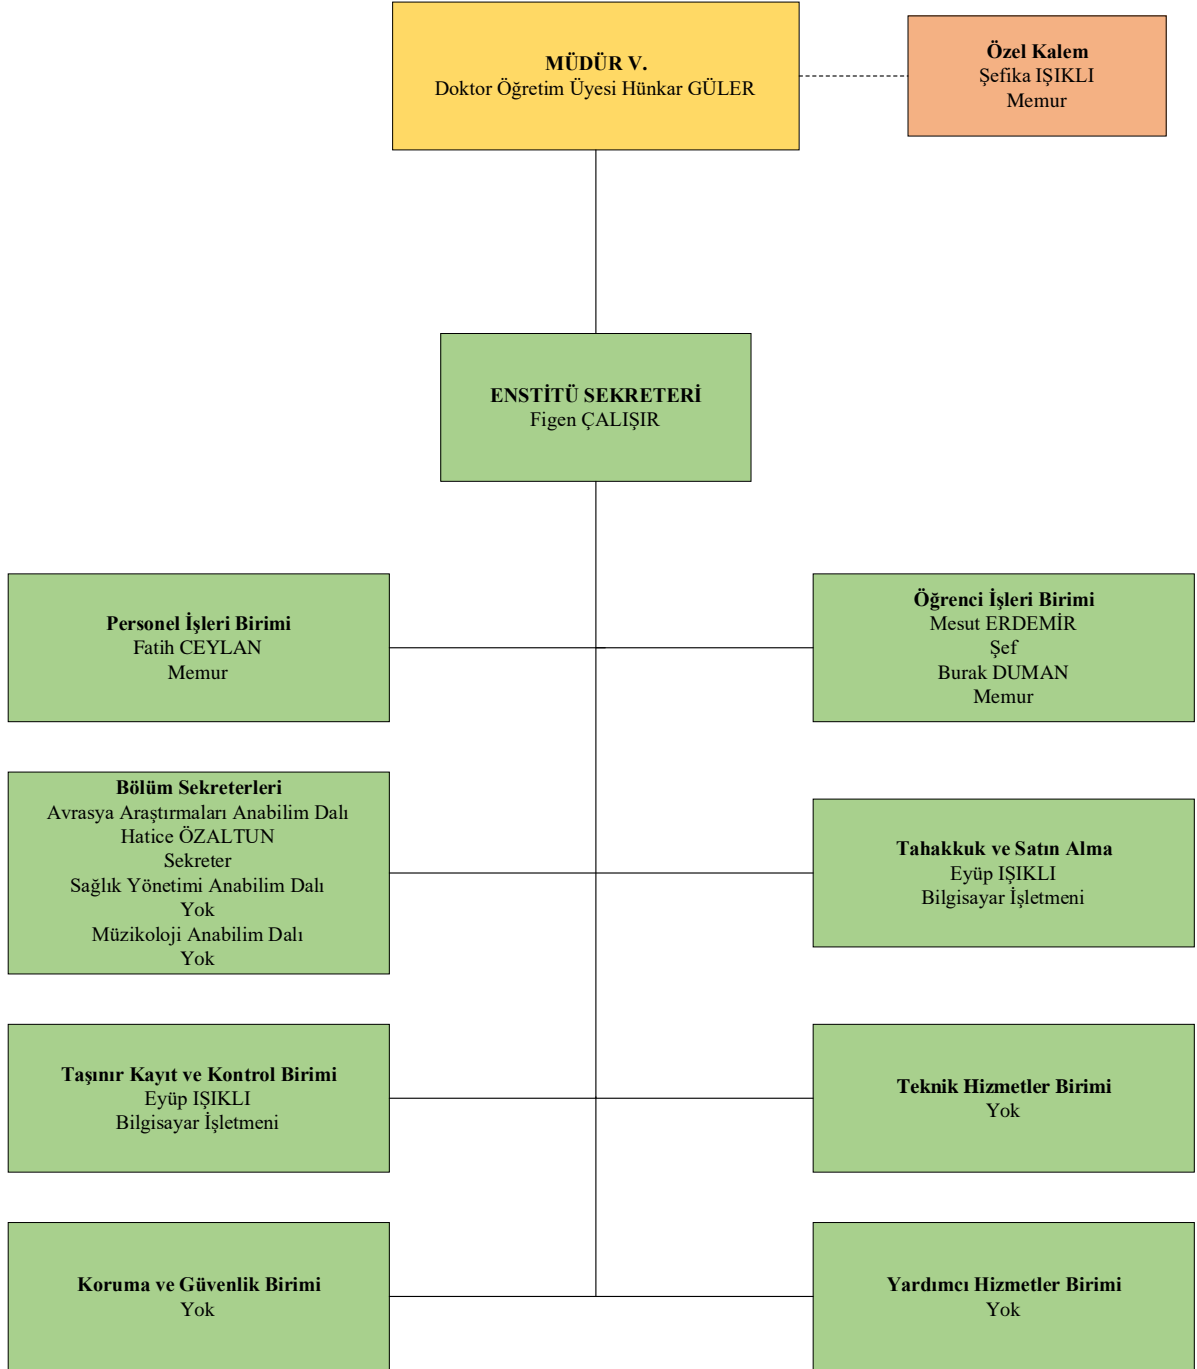 MÜDÜR V.
Doktor Öğretim Üyesi Hünkar GÜLER
Özel Kalem
Şefika IŞIKLI
Memur
ENSTİTÜ SEKRETERİ
Figen ÇALIŞIR
Personel İşleri Birimi
Fatih CEYLAN
Memur
Öğrenci İşleri Birimi
Mesut ERDEMİR
Şef
Burak DUMAN
Memur
Bölüm Sekreterleri
Avrasya Araştırmaları Anabilim Dalı
Hatice ÖZALTUN
Sekreter
Sağlık Yönetimi Anabilim Dalı
Yok
Müzikoloji Anabilim Dalı
Yok
Tahakkuk ve Satın Alma
Eyüp IŞIKLI
Bilgisayar İşletmeni
Taşınır Kayıt ve Kontrol Birimi
Eyüp IŞIKLI
Bilgisayar İşletmeni
Teknik Hizmetler Birimi
Yok
Koruma ve Güvenlik Birimi
Yok
Yardımcı Hizmetler Birimi
Yok